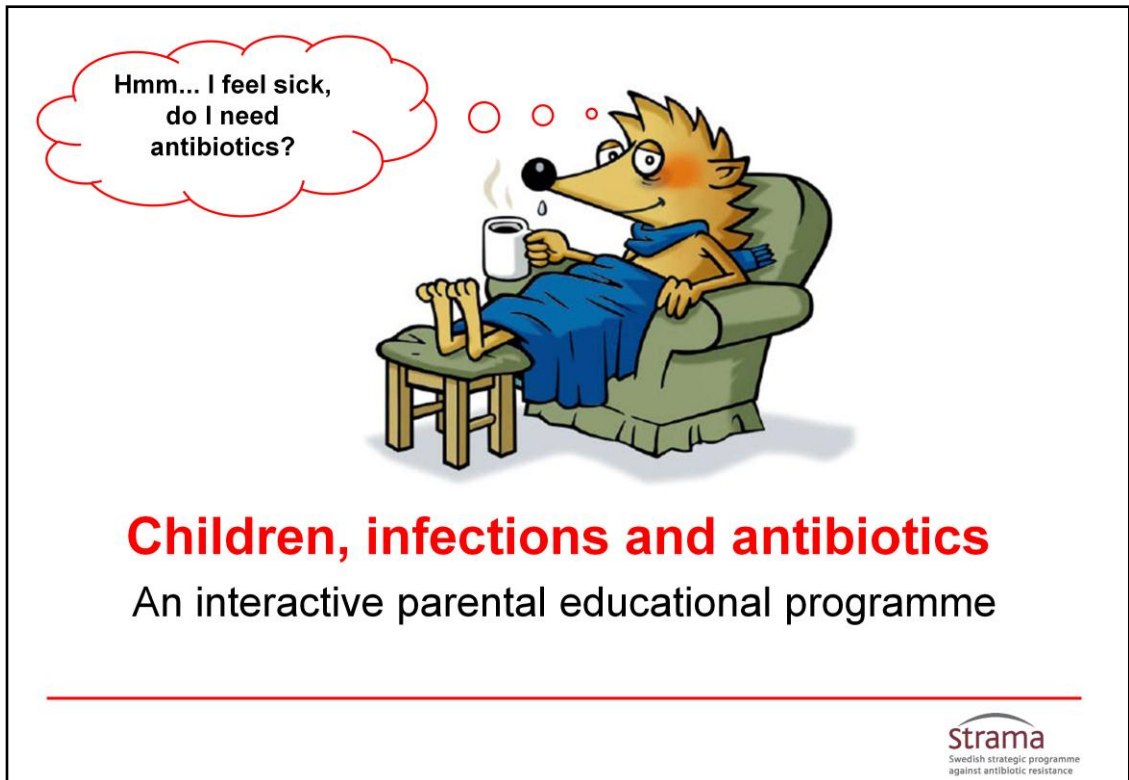 Hmm... I feel sick,
do I need
antibiotics?
Children, infections and antibiotics
An interactive parental educational programme
strama
Swedish strategic programme
against antibiotic resistance